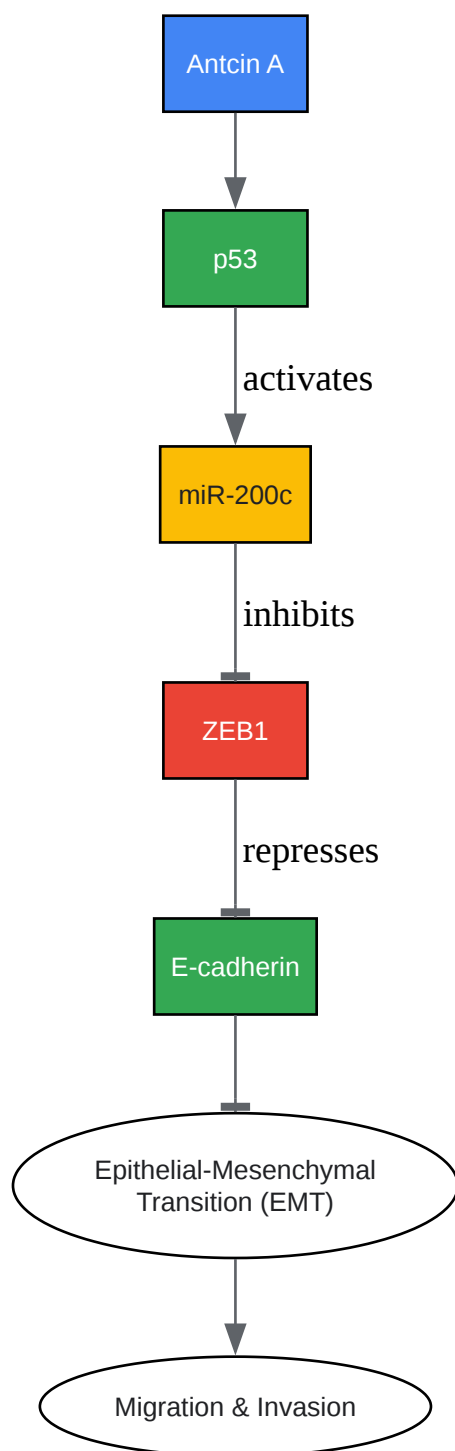 Antcin A
p53
activates
miR-200c
inhibits
ZEB1
represses
E-cadherin
Epithelial-Mesenchymal
Transition (EMT)
Migration & Invasion